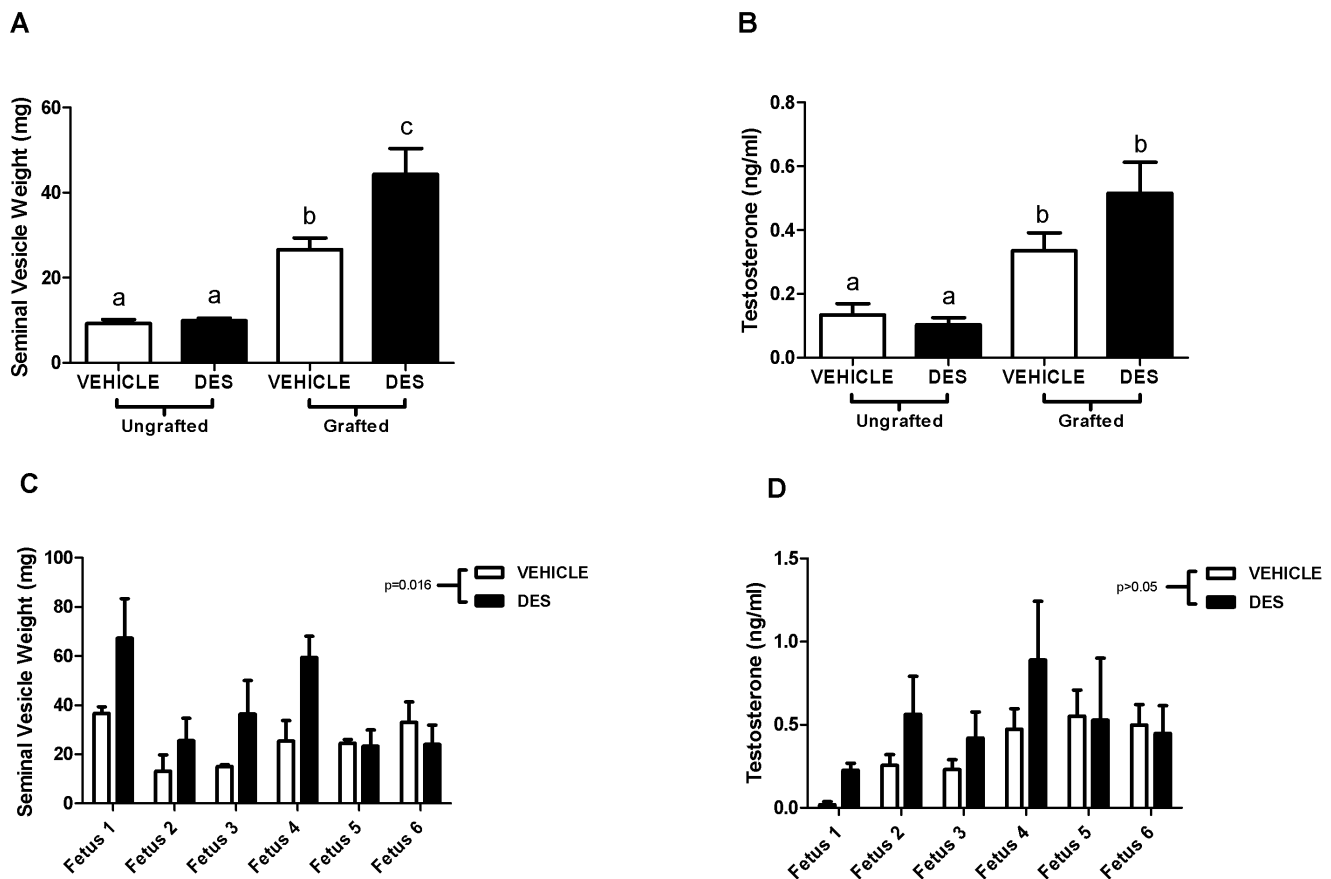 A
Seminal Vesicle Weight (mg)
60
40
20
0
a
a
b
c
VEHICLE DES VEHICLE DES
Ungrafted Grafted
B
Testosterone (ng/ml)
0.8
0.6
0.4
0.2
0.0
a
a
b
b
VEHICLE DES VEHICLE DES
Ungrafted Grafted
C
Seminal Vesicle Weight (mg)
100
80
60
40
20
0
p=0.016
VEHICLE
DES
Fetus 1
Fetus 2
Fetus 3
Fetus 4
Fetus 5
Fetus 6
D
Testosterone (ng/ml)
1.5
1.0
0.5
0.0
p>0.05
VEHICLE
DES
Fetus 1
Fetus 2
Fetus 3
Fetus 4
Fetus 5
Fetus 6